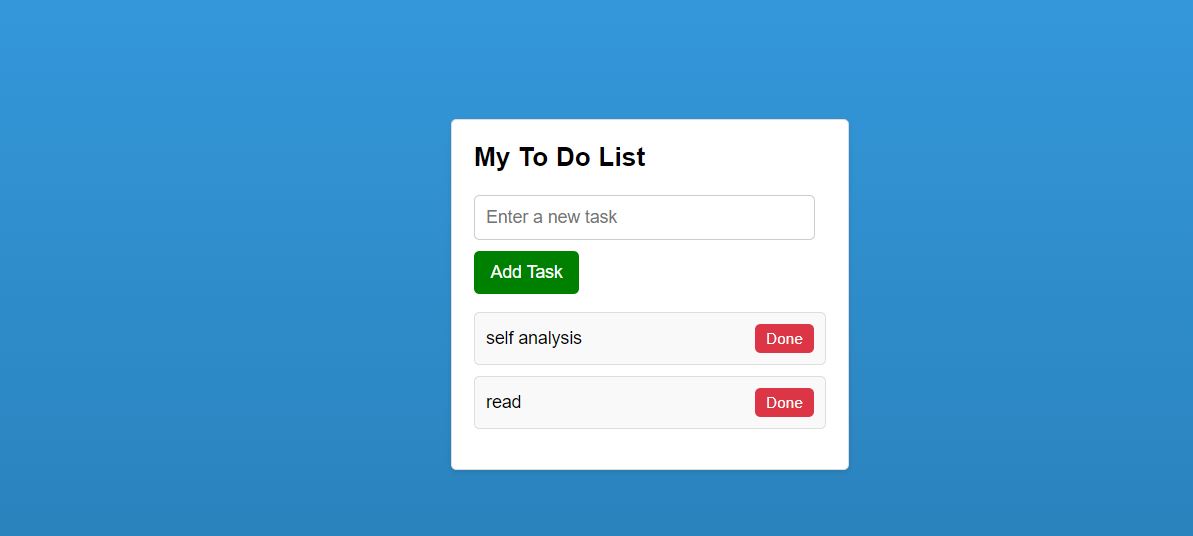 My To Do List
Enter a new task
Add Task
self analysis Done
read Done